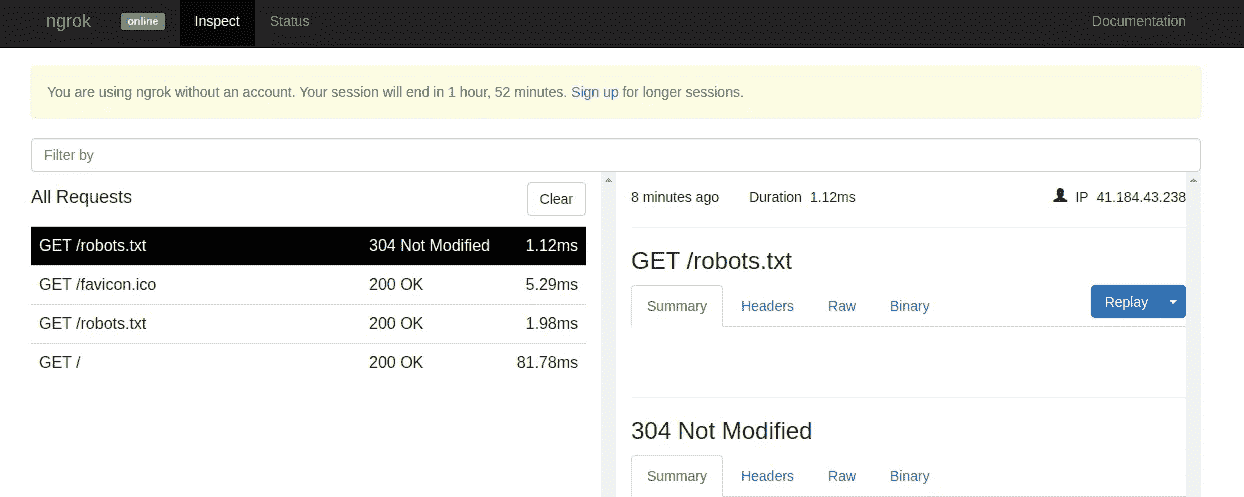 ngrok online Inspect Status Documentation
You are using ngrok without an account. Your session will end in 1 hour, 52 minutes. Sign up for longer sessions.
Filter by
All Requests Clear
GET /robots.txt 304 Not Modified 1.12ms
GET /favicon.ico 200 OK 5.29ms
GET /robots.txt 200 OK 1.98ms
GET / 200 OK 81.78ms
8 minutes ago Duration 1.12ms IP 41.184.43.238
GET /robots.txt
Summary Headers Raw Binary Replay
304 Not Modified
Summary Headers Raw Binary